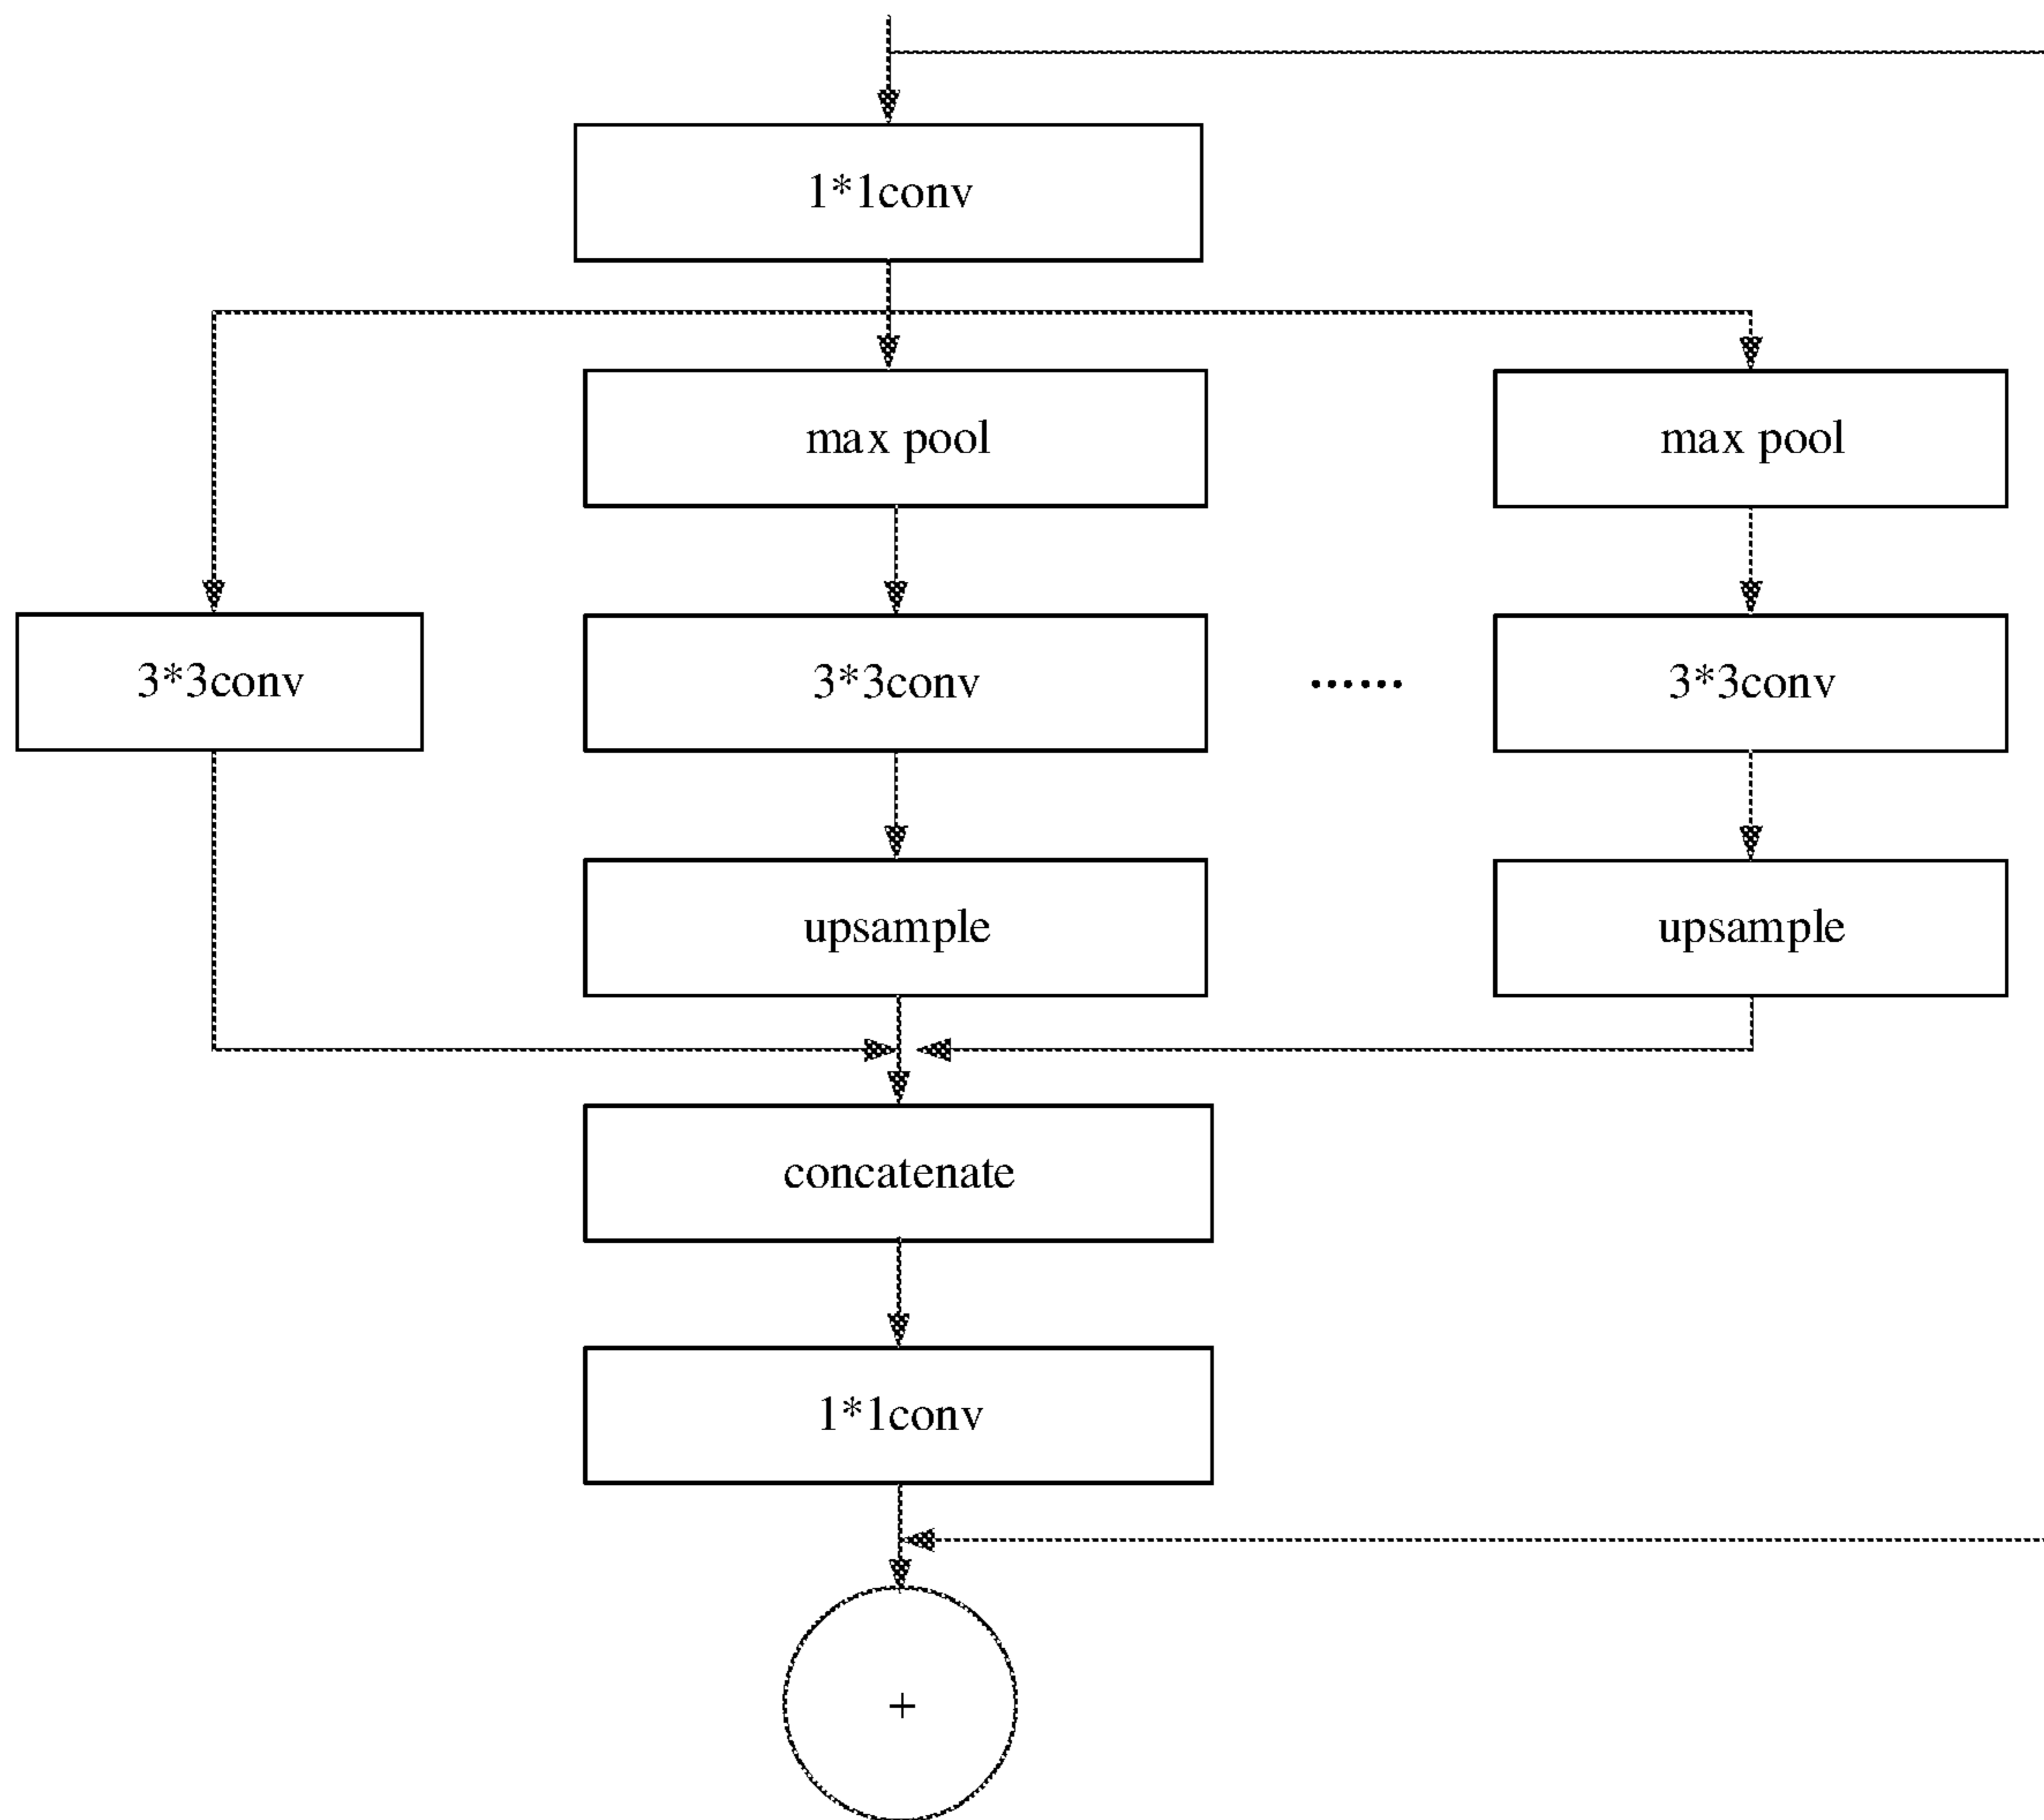 1*1conv
max pool
max pool
3*3conv
3*3conv
......
3*3conv
upsample
upsample
concatenate
1*1conv
+